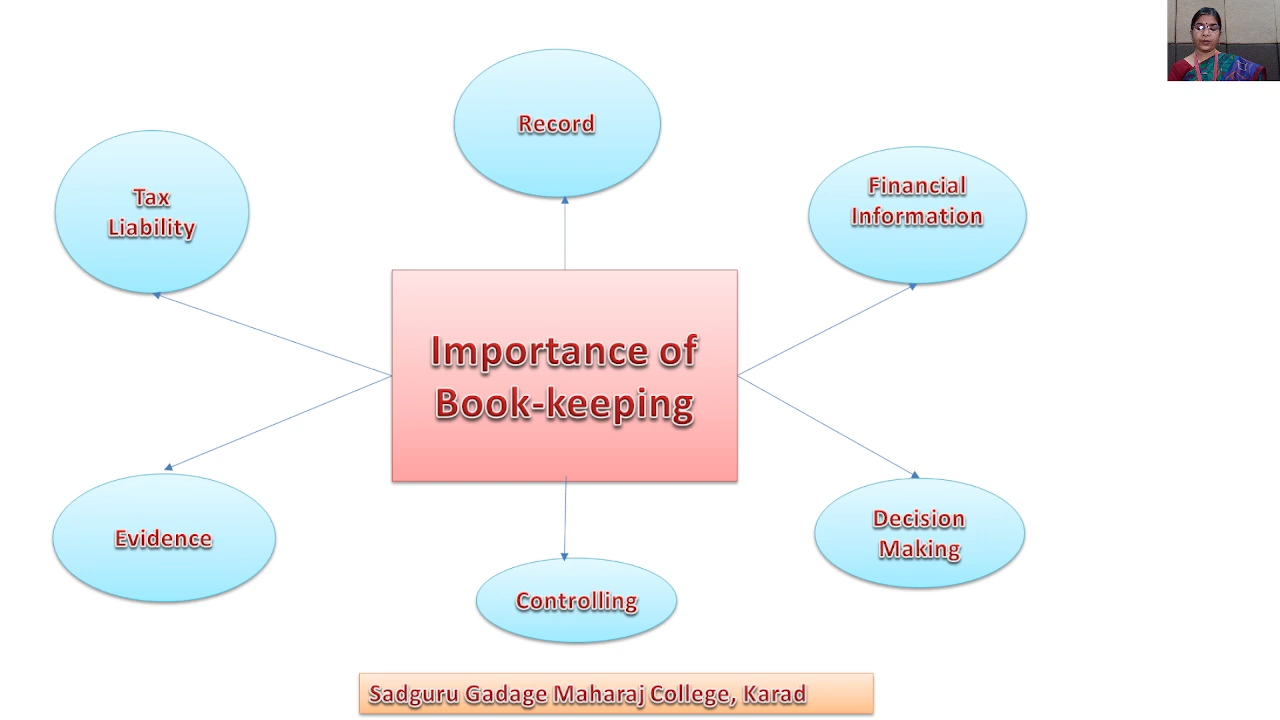 Record
Financial
Information
Tax
Liability
Importance of
Book-keeping
Evidence
Decision
Making
Controlling
Sadguru Gadage Maharaj College, Karad